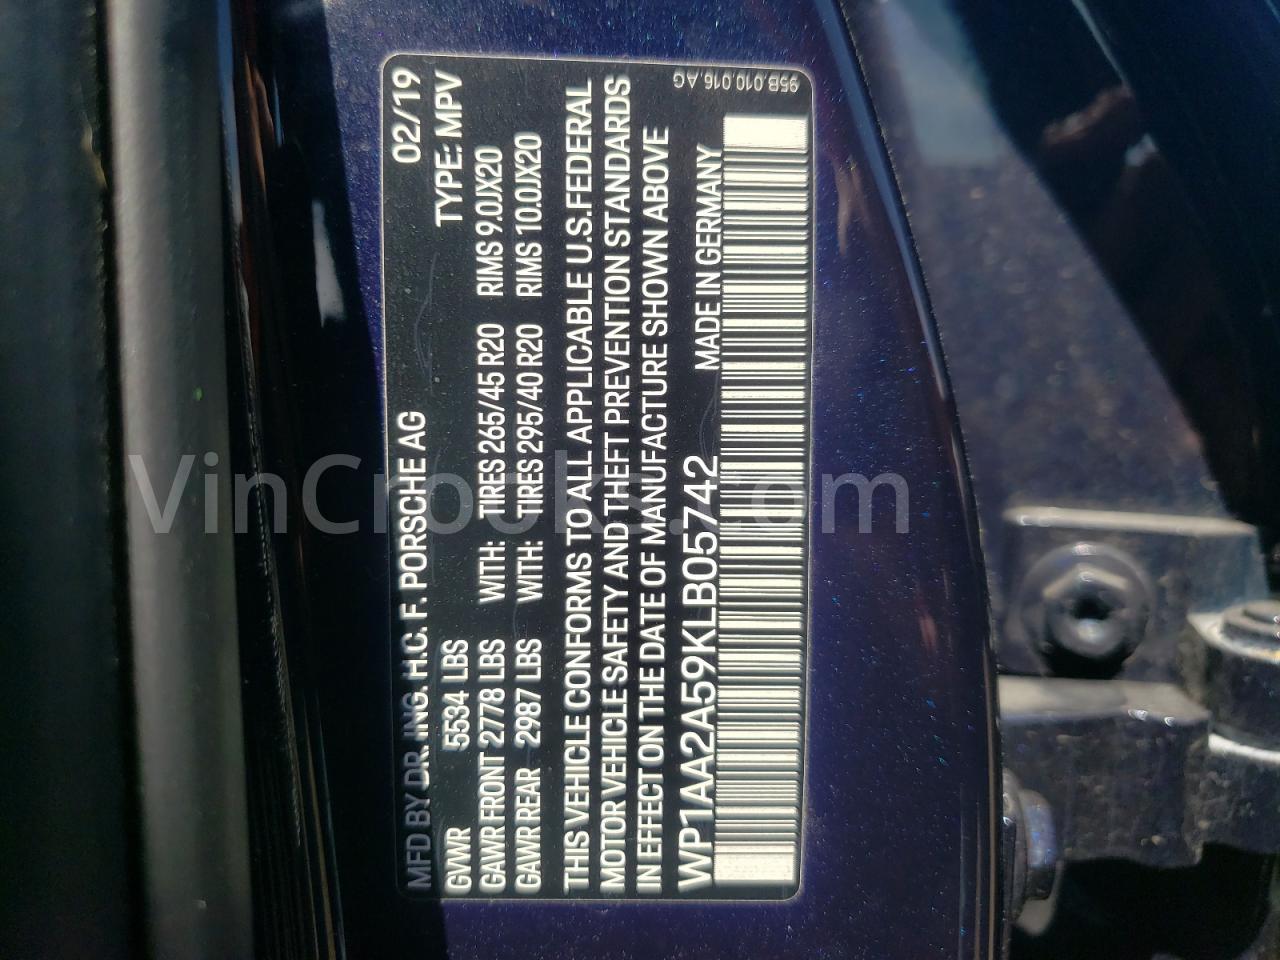 MFD BY DR. ING. H.C. F. PORSCHE AG 02/19
GVWR 5534 LBS TYPE: MPV
GAWR FRONT 2778 LBS WITH: TIRES 265/45 R20 RIMS 9.0JX20
GAWR REAR 2987 LBS WITH: TIRES 295/40 R20 RIMS 10.0JX20
THIS VEHICLE CONFORMS TO ALL APPLICABLE U.S.FEDERAL
MOTOR VEHICLE SAFETY AND THEFT PREVENTION STANDARDS
IN EFFECT ON THE DATE OF MANUFACTURE SHOWN ABOVE
WP1AA2A59KLB05742 MADE IN GERMANY
95B.010.016.AG
VinCrooks.com